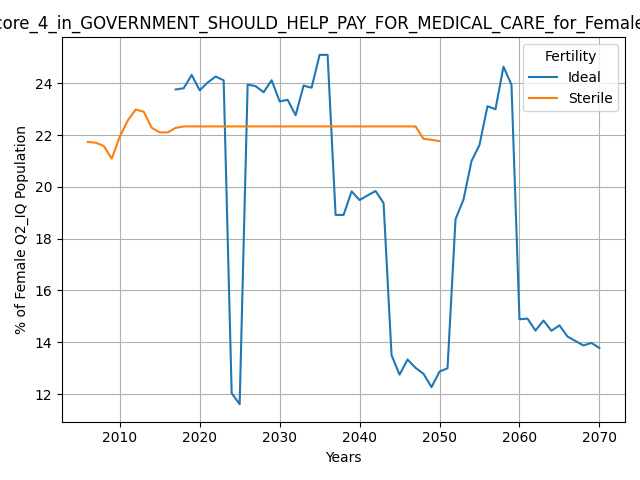 core_4_in_GOVERNMENT_SHOULD_HELP_PAY_FOR_MEDICAL_CARE_for_Female
Fertility
Ideal
Sterile
% of Female Q2_IQ Population
24
22
20
18
16
14
12
2010 2020 2030 2040 2050 2060 2070
Years